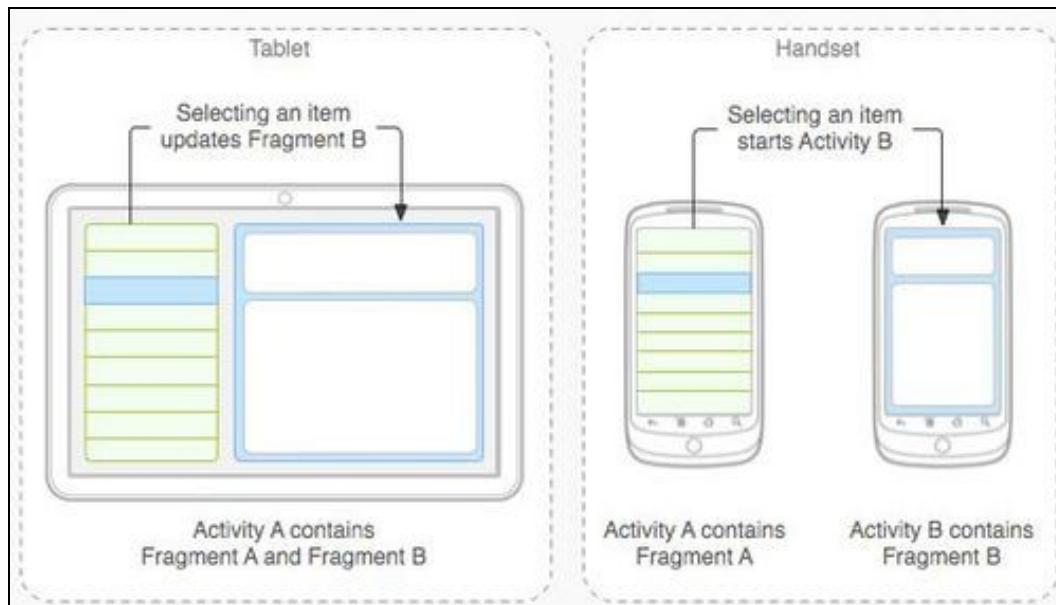 Tablet
Selecting an item
updates Fragment B
Activity A contains
Fragment A and Fragment B
Handset
Selecting an item
starts Activity B
Activity A contains
Fragment A
Activity B contains
Fragment B